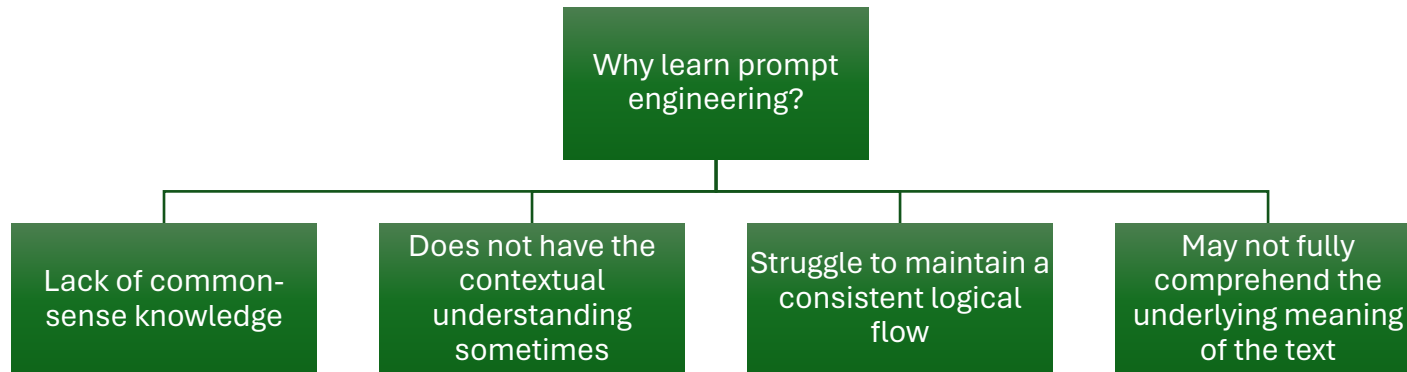 Why learn prompt
engineering?
Lack of common-
sense knowledge
Does not have the
contextual
understanding
sometimes
Struggle to maintain a
consistent logical
flow
May not fully
comprehend the
underlying meaning
of the text